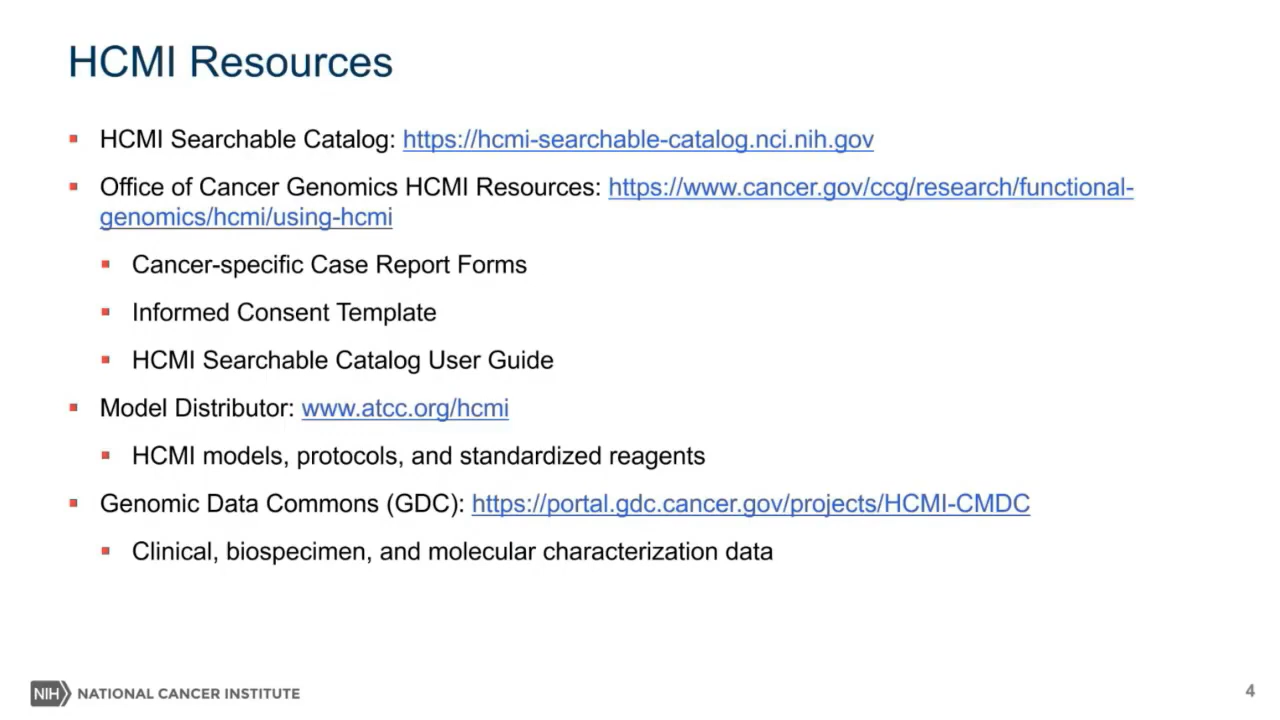 HCMI Resources
HCMI Searchable Catalog: https://hcmi-searchable-catalog.nci.nih.gov
Office of Cancer Genomics HCMI Resources: https://www.cancer.gov/ccg/research/functional-
genomics/hcmi/using-hcmi
Cancer-specific Case Report Forms
Informed Consent Template
HCMI Searchable Catalog User Guide
Model Distributor: www.atcc.org/hcmi
HCMI models, protocols, and standardized reagents
Genomic Data Commons (GDC): https://portal.gdc.cancer.gov/projects/HCMI-CMDC
Clinical, biospecimen, and molecular characterization data
NIH NATIONAL CANCER INSTITUTE
4